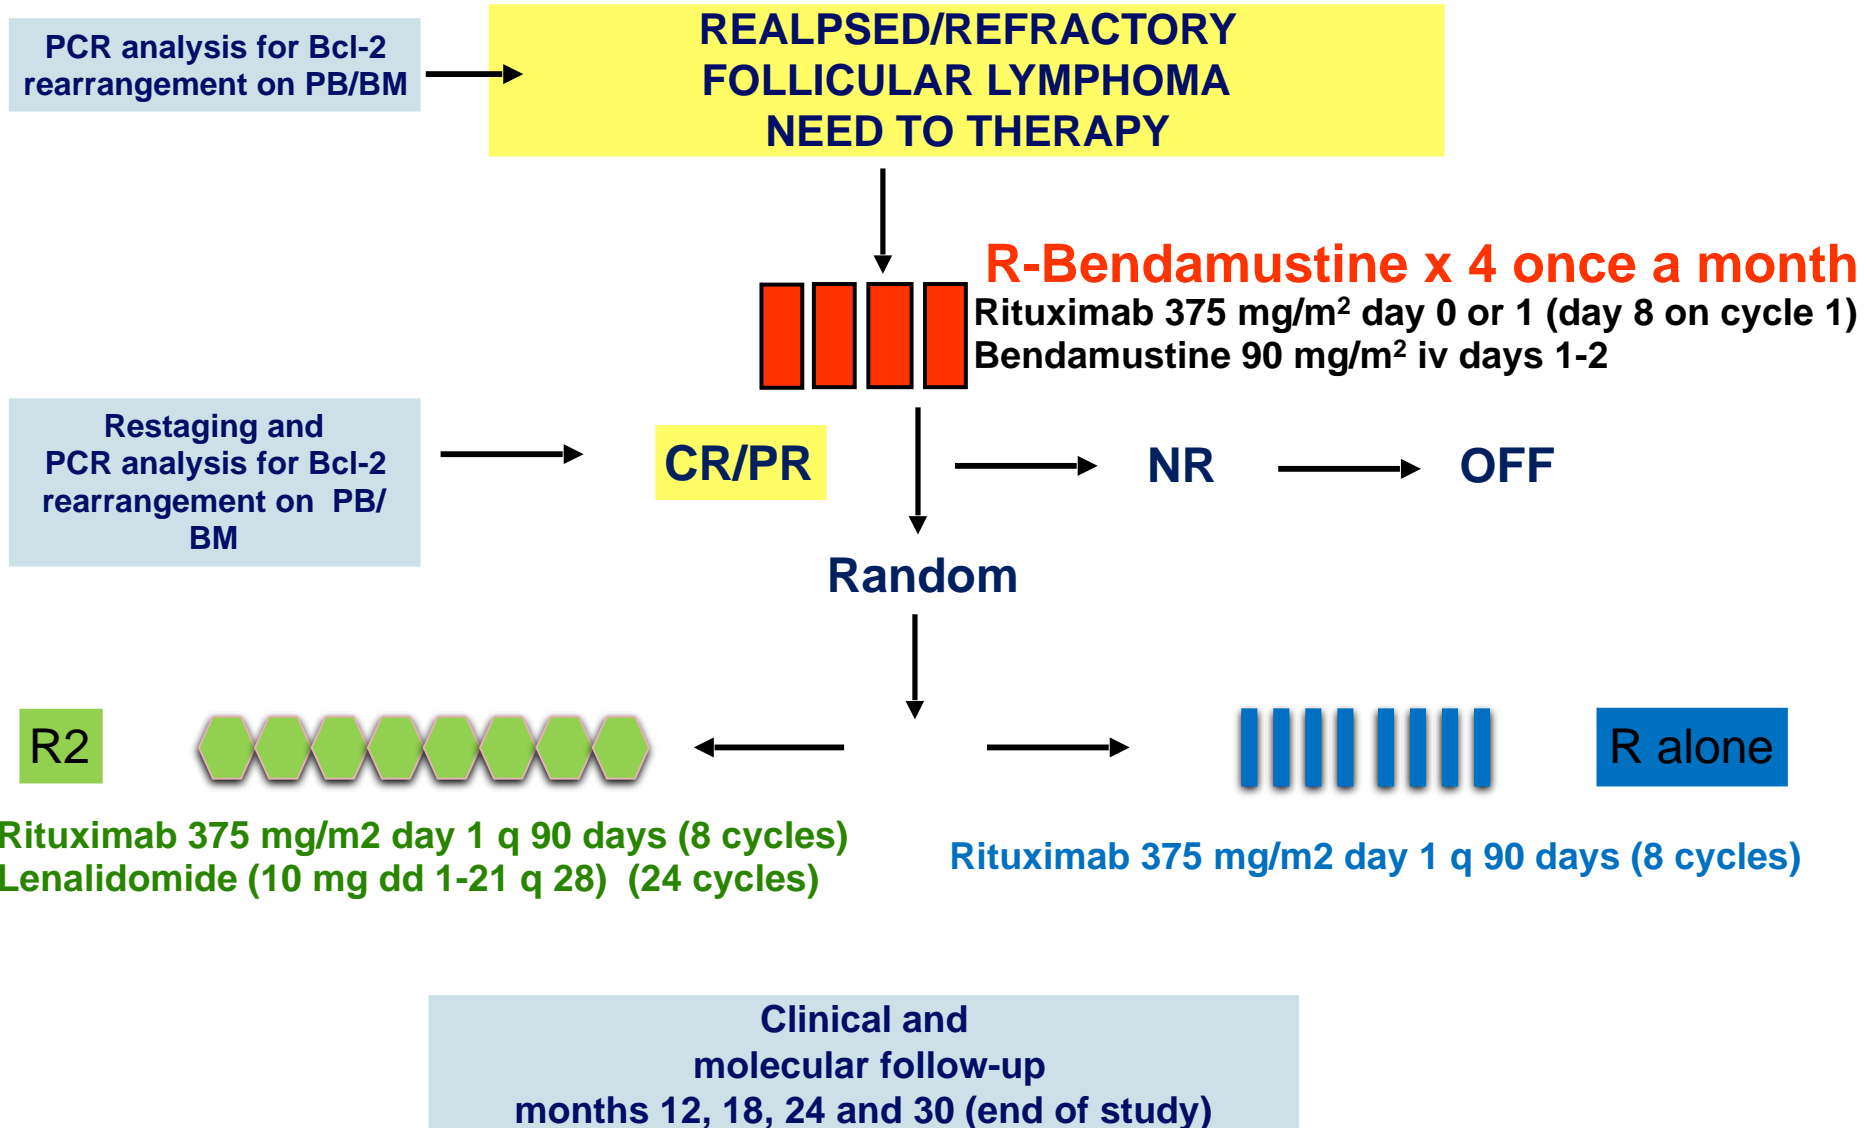 PCR analysis for Bcl-2
rearrangement on PB/BM
REALPSED/REFRACTORY
FOLLICULAR LYMPHOMA
NEED TO THERAPY
R-Bendamustine x 4 once a month
Rituximab 375 mg/m² day 0 or 1 (day 8 on cycle 1)
Bendamustine 90 mg/m² iv days 1-2
Restaging and
PCR analysis for Bcl-2
rearrangement on PB/
BM
CR/PR
NR
OFF
Random
R2
R alone
Rituximab 375 mg/m2 day 1 q 90 days (8 cycles)
Lenalidomide (10 mg dd 1-21 q 28) (24 cycles)
Rituximab 375 mg/m2 day 1 q 90 days (8 cycles)
Clinical and
molecular follow-up
months 12, 18, 24 and 30 (end of study)